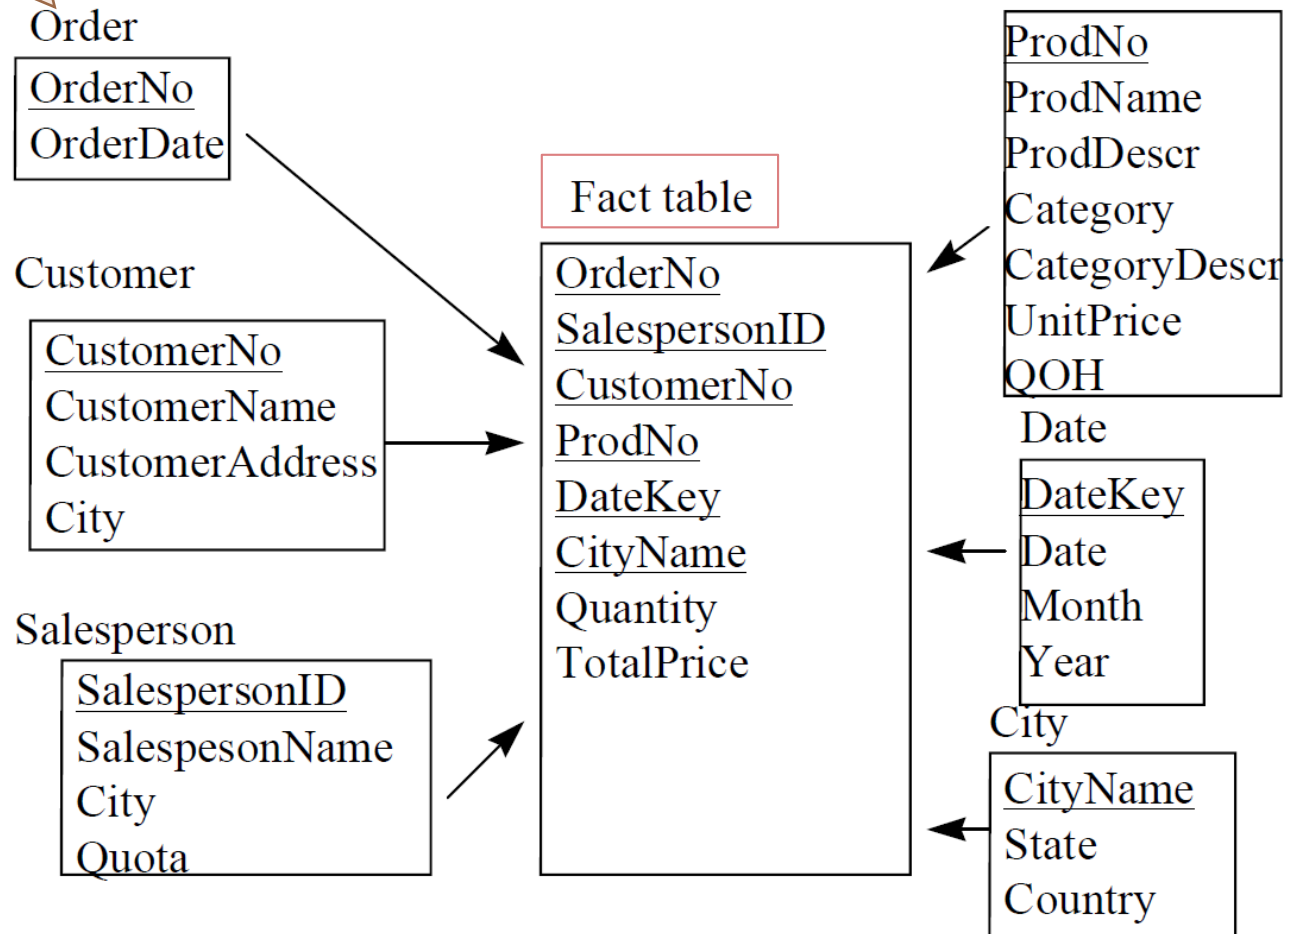 Order
OrderNo
OrderDate
Customer
CustomerNo
CustomerName
CustomerAddress
City
Salesperson
SalespersonID
SalespesonName
City
Quota
Fact table
OrderNo
SalespersonID
CustomerNo
ProdNo
DateKey
CityName
Quantity
TotalPrice
ProdNo
ProdName
ProdDescr
Category
CategoryDescr
UnitPrice
QOH
Date
DateKey
Date
Month
Year
City
CityName
State
Country